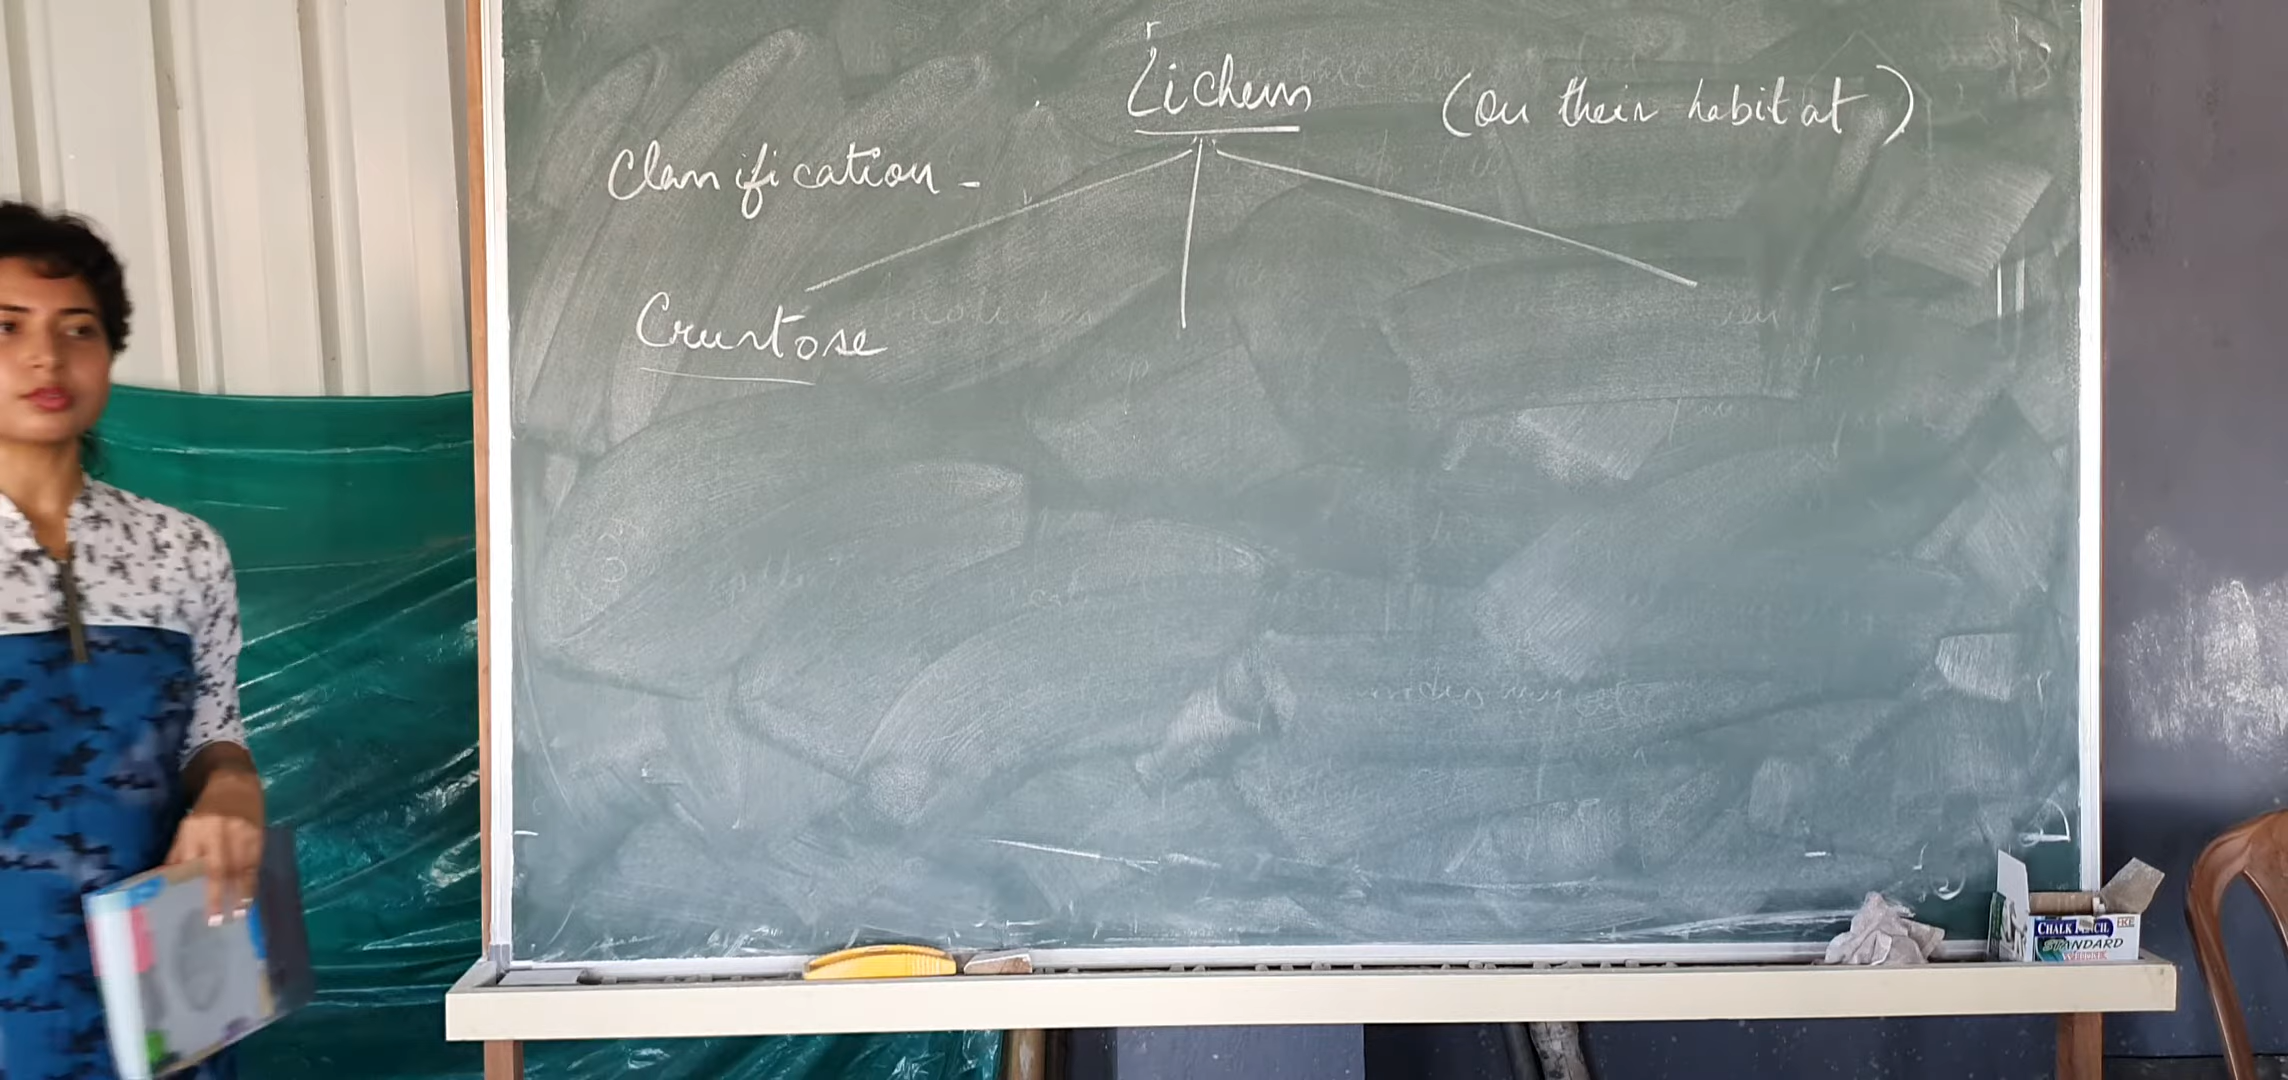 Lichens (on their habitat)
Classification -
Crustose
CHALK PENCIL
STANDARD